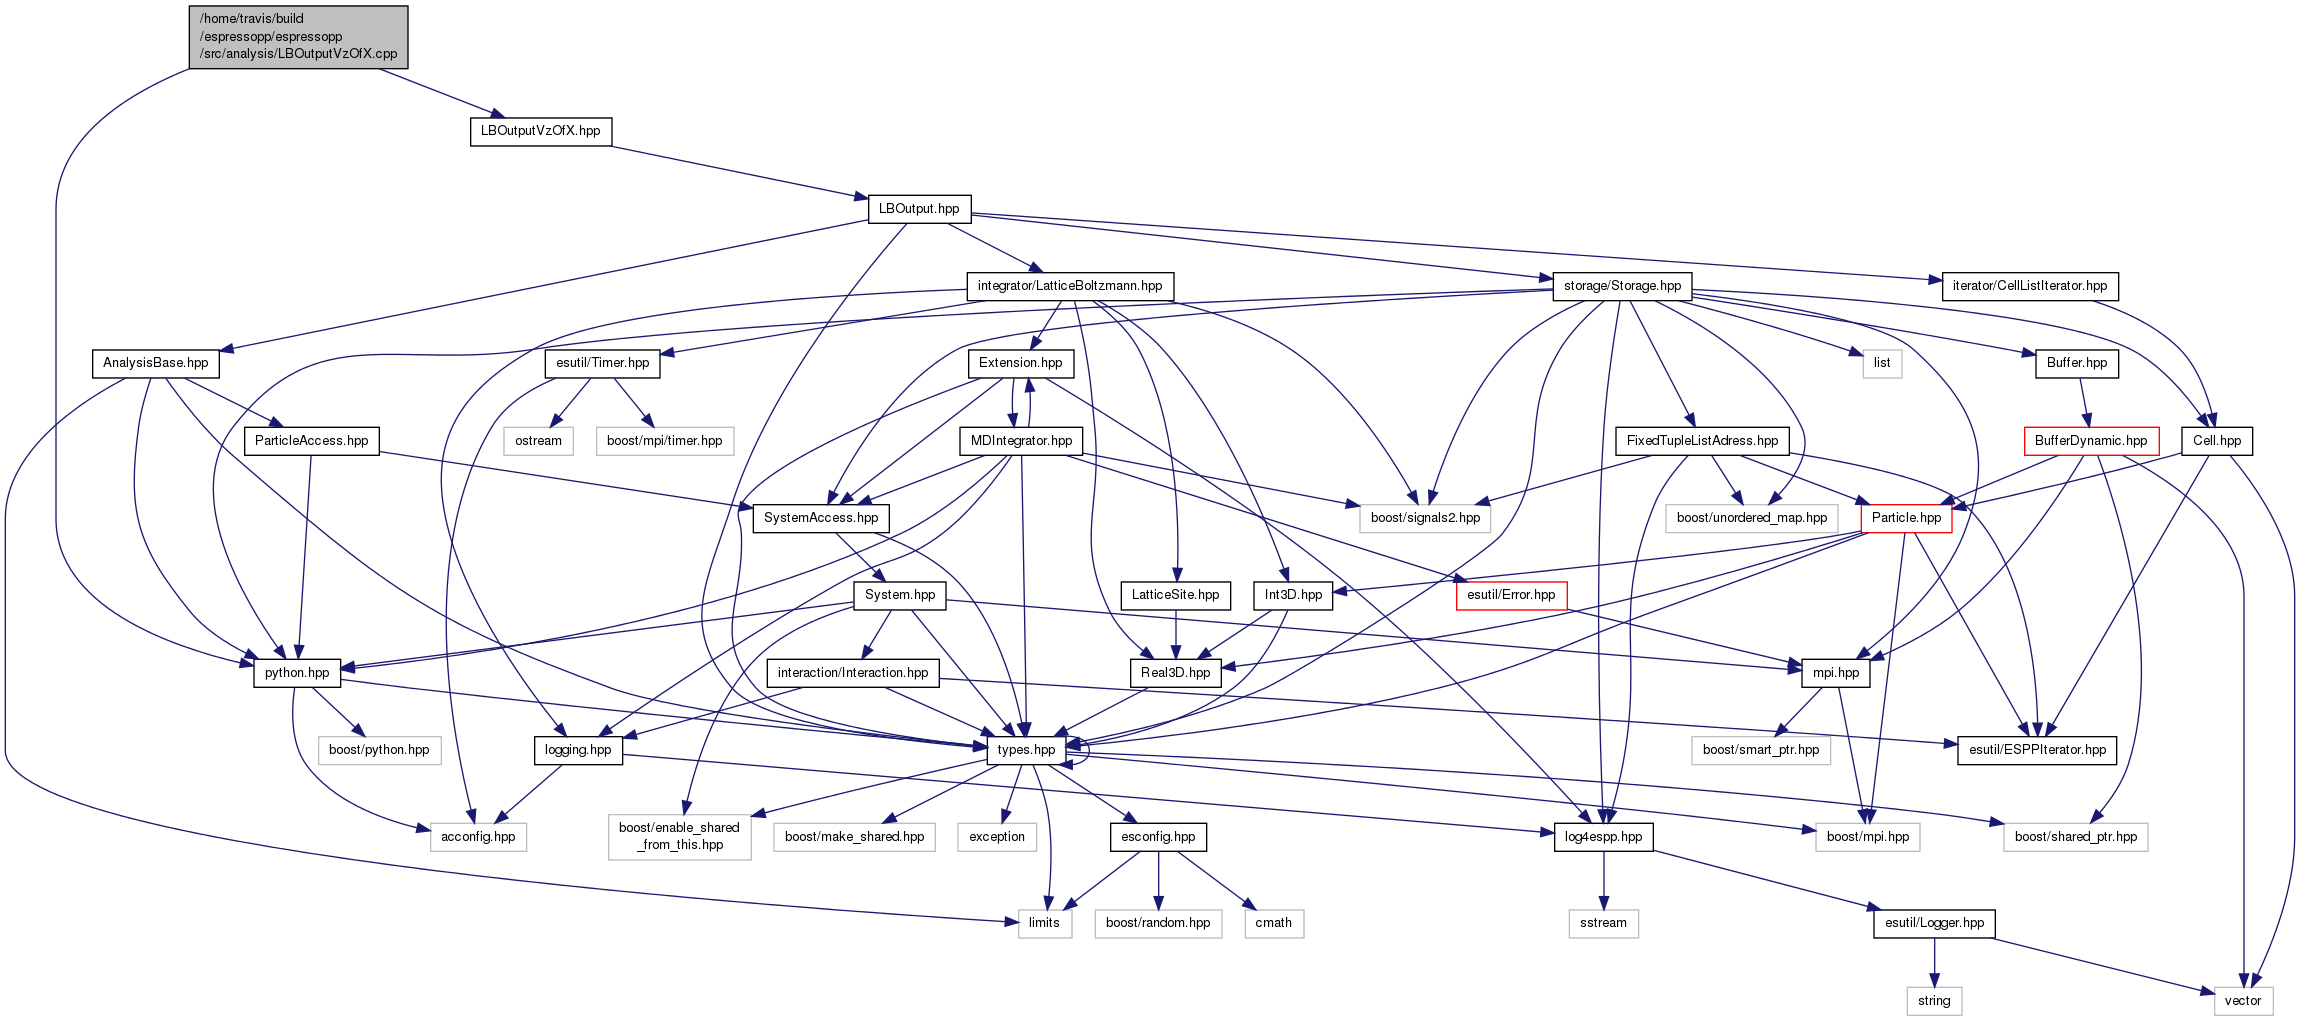 /home/travis/build
/espressopp/espressopp
/src/analysis/LBOutputVzOfX.cpp
LBOutputVzOfX.hpp
LBOutput.hpp
integrator/LatticeBoltzmann.hpp
storage/Storage.hpp
iterator/CellListIterator.hpp
AnalysisBase.hpp
esutil/Timer.hpp
Extension.hpp
list
Buffer.hpp
ParticleAccess.hpp
ostream
boost/mpi/timer.hpp
MDIntegrator.hpp
FixedTupleListAdress.hpp
BufferDynamic.hpp
Cell.hpp
SystemAccess.hpp
boost/signals2.hpp
boost/unordered_map.hpp
Particle.hpp
System.hpp
LatticeSite.hpp
Int3D.hpp
esutil/Error.hpp
python.hpp
interaction/Interaction.hpp
Real3D.hpp
mpi.hpp
boost/python.hpp
logging.hpp
types.hpp
boost/smart_ptr.hpp
esutil/ESPPIterator.hpp
acconfig.hpp
boost/enable_shared
_from_this.hpp
boost/make_shared.hpp
exception
esconfig.hpp
log4espp.hpp
boost/mpi.hpp
boost/shared_ptr.hpp
limits
boost/random.hpp
cmath
sstream
esutil/Logger.hpp
string
vector